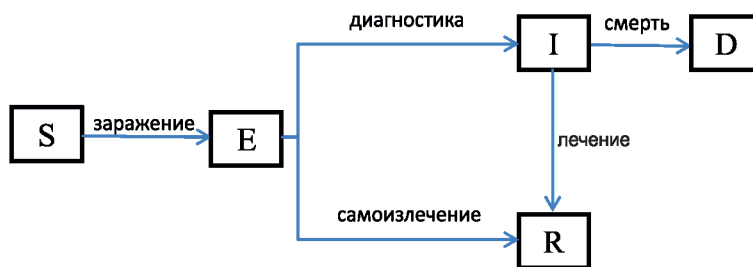 диагностика
I
смерть
D
S
заражение
E
лечение
самоизлечение
R